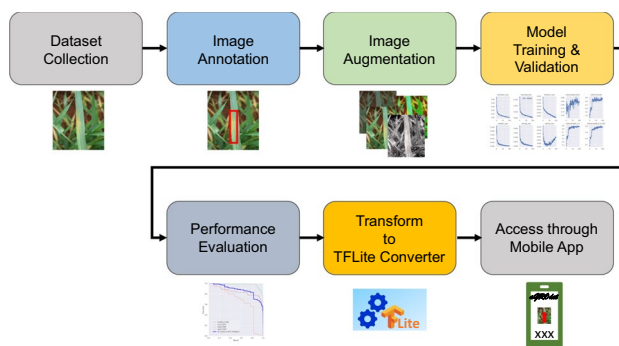 Dataset
Collection
Image
Annotation
Image
Augmentation
Model
Training &
Validation
Performance
Evaluation
Transform
to
TFLite Converter
Access through
Mobile App
Lite
XXX